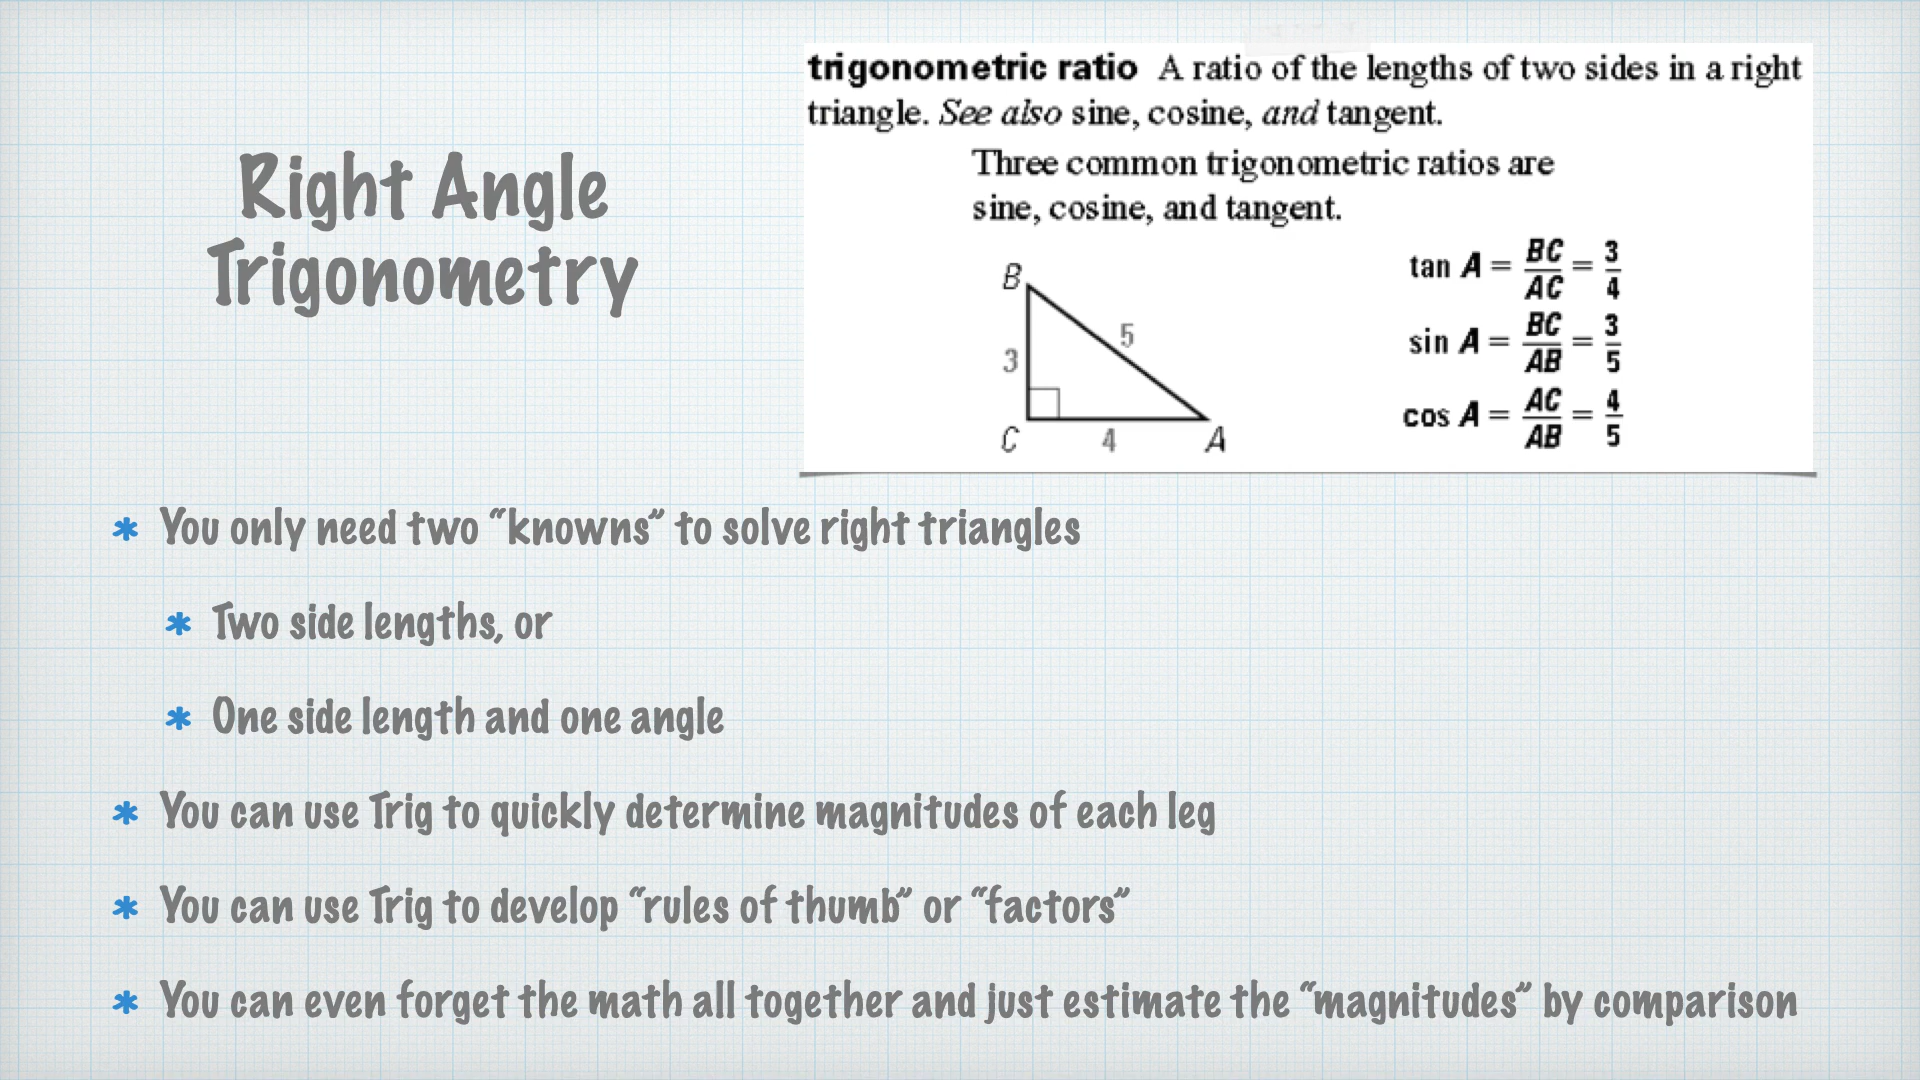 Right Angle
Trigonometry
trigonometric ratio A ratio of the lengths of two sides in a right
triangle. See also sine, cosine, and tangent.
Three common trigonometric ratios are
sine, cosine, and tangent.
B
5
3
C
4
A
tan A = BC/AC = 3/4
sin A = BC/AB = 3/5
cos A = AC/AB = 4/5
* You only need two “knowns” to solve right triangles
* Two side lengths, or
* One side length and one angle
* You can use Trig to quickly determine magnitudes of each leg
* You can use Trig to develop “rules of thumb” or “factors”
* You can even forget the math all together and just estimate the “magnitudes” by comparison